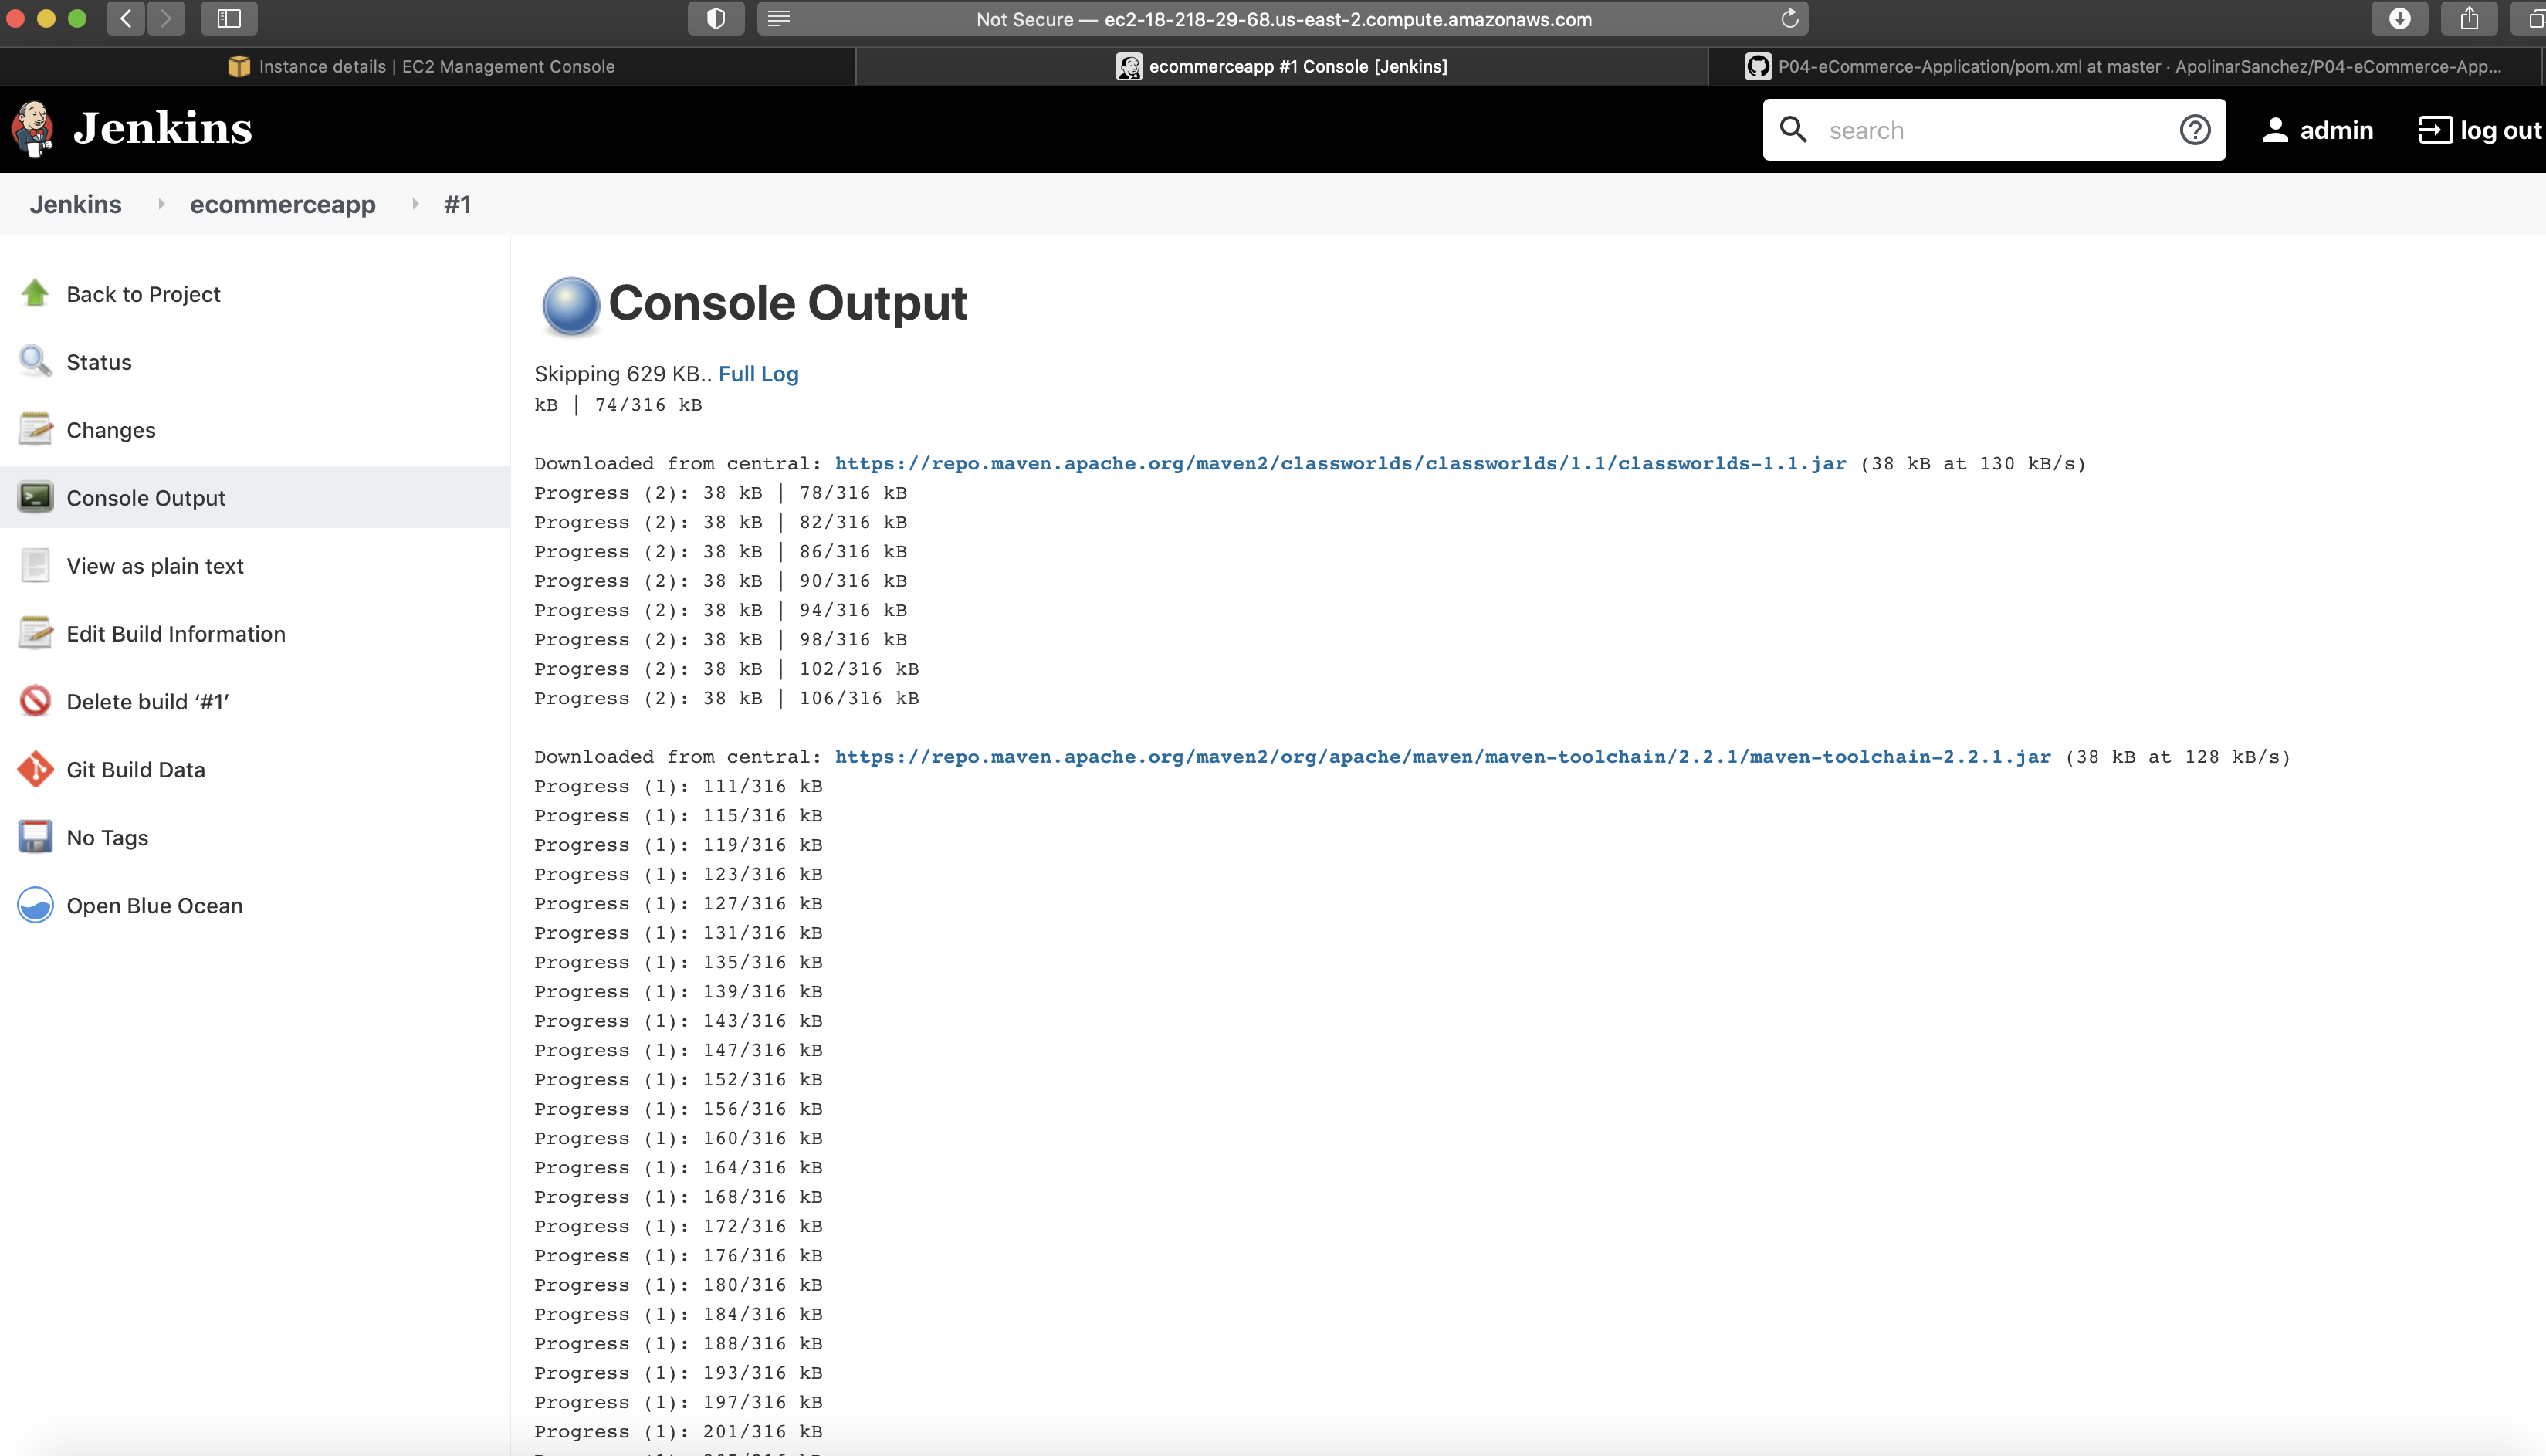 Not Secure — ec2-18-218-29-68.us-east-2.compute.amazonaws.com
Instance details | EC2 Management Console
ecommerceapp #1 Console [Jenkins]
P04-eCommerce-Application/pom.xml at master · ApolinarSanchez/P04-eCommerce-App...
Jenkins
search
admin
log out
Jenkins
ecommerceapp
#1
Back to Project
Status
Changes
Console Output
View as plain text
Edit Build Information
Delete build ‘#1’
Git Build Data
No Tags
Open Blue Ocean
Console Output
Skipping 629 KB.. Full Log
kB | 74/316 kB
Downloaded from central: https://repo.maven.apache.org/maven2/classworlds/classworlds/1.1/classworlds-1.1.jar (38 kB at 130 kB/s)
Progress (2): 38 kB | 78/316 kB
Progress (2): 38 kB | 82/316 kB
Progress (2): 38 kB | 86/316 kB
Progress (2): 38 kB | 90/316 kB
Progress (2): 38 kB | 94/316 kB
Progress (2): 38 kB | 98/316 kB
Progress (2): 38 kB | 102/316 kB
Progress (2): 38 kB | 106/316 kB
Downloaded from central: https://repo.maven.apache.org/maven2/org/apache/maven/maven-toolchain/2.2.1/maven-toolchain-2.2.1.jar (38 kB at 128 kB/s)
Progress (1): 111/316 kB
Progress (1): 115/316 kB
Progress (1): 119/316 kB
Progress (1): 123/316 kB
Progress (1): 127/316 kB
Progress (1): 131/316 kB
Progress (1): 135/316 kB
Progress (1): 139/316 kB
Progress (1): 143/316 kB
Progress (1): 147/316 kB
Progress (1): 152/316 kB
Progress (1): 156/316 kB
Progress (1): 160/316 kB
Progress (1): 164/316 kB
Progress (1): 168/316 kB
Progress (1): 172/316 kB
Progress (1): 176/316 kB
Progress (1): 180/316 kB
Progress (1): 184/316 kB
Progress (1): 188/316 kB
Progress (1): 193/316 kB
Progress (1): 197/316 kB
Progress (1): 201/316 kB